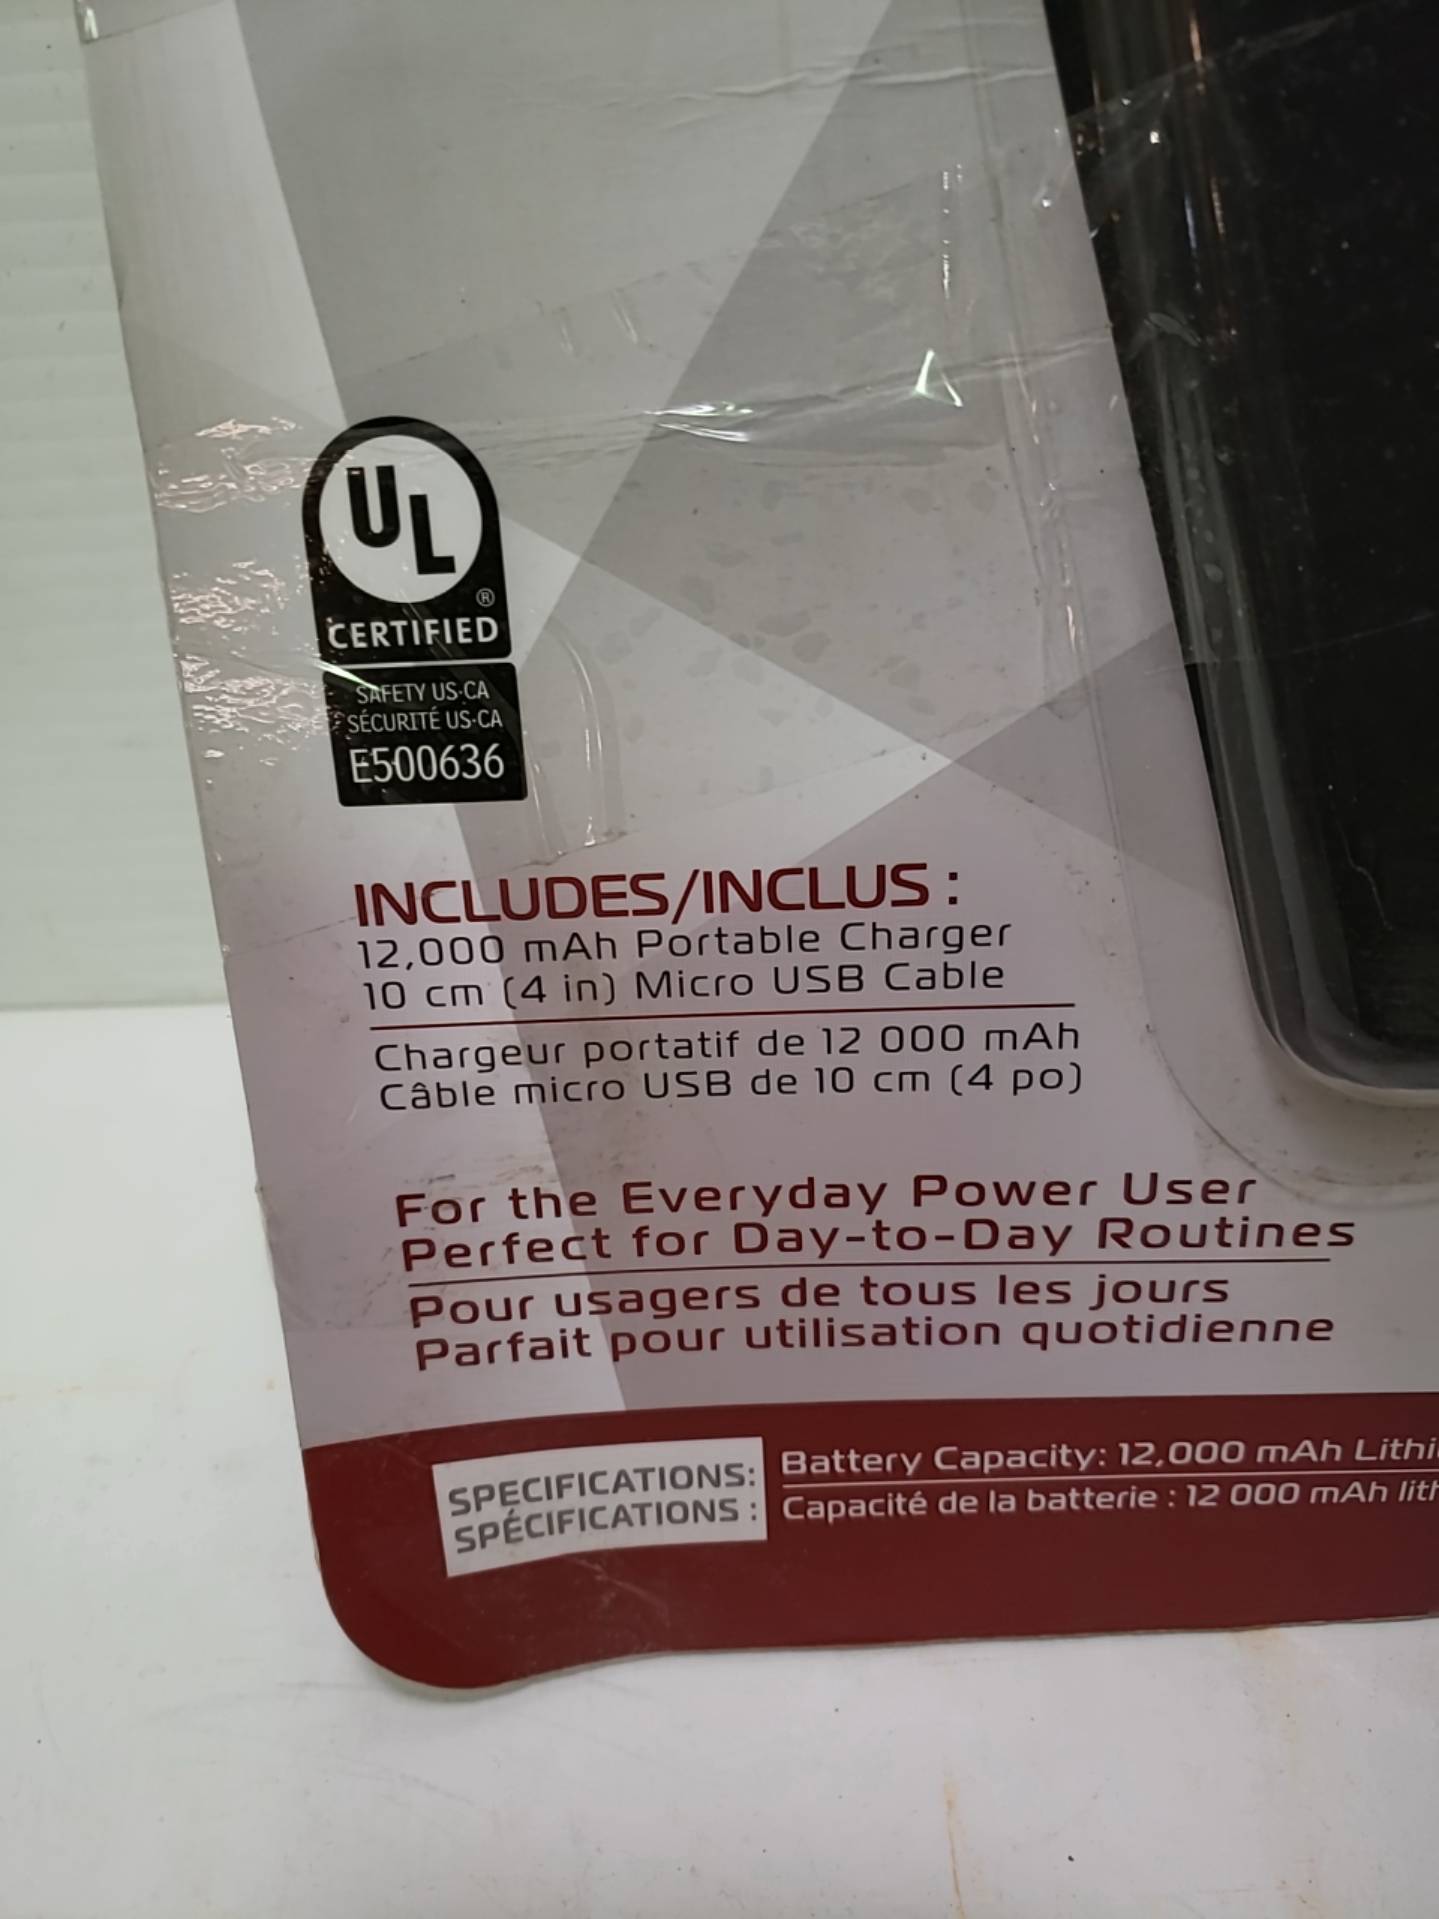 UL
®
CERTIFIED
SAFETY US-CA
SÉCURITÉ US-CA
E500636
INCLUDES/INCLUS :
12,000 mAh Portable Charger
10 cm (4 in) Micro USB Cable
Chargeur portatif de 12 000 mAh
Câble micro USB de 10 cm (4 po)
For the Everyday Power User
Perfect for Day-to-Day Routines
Pour usagers de tous les jours
Parfait pour utilisation quotidienne
SPECIFICATIONS:
SPÉCIFICATIONS :
Battery Capacity: 12,000 mAh
Capacité de la batterie : 12 000 mAh